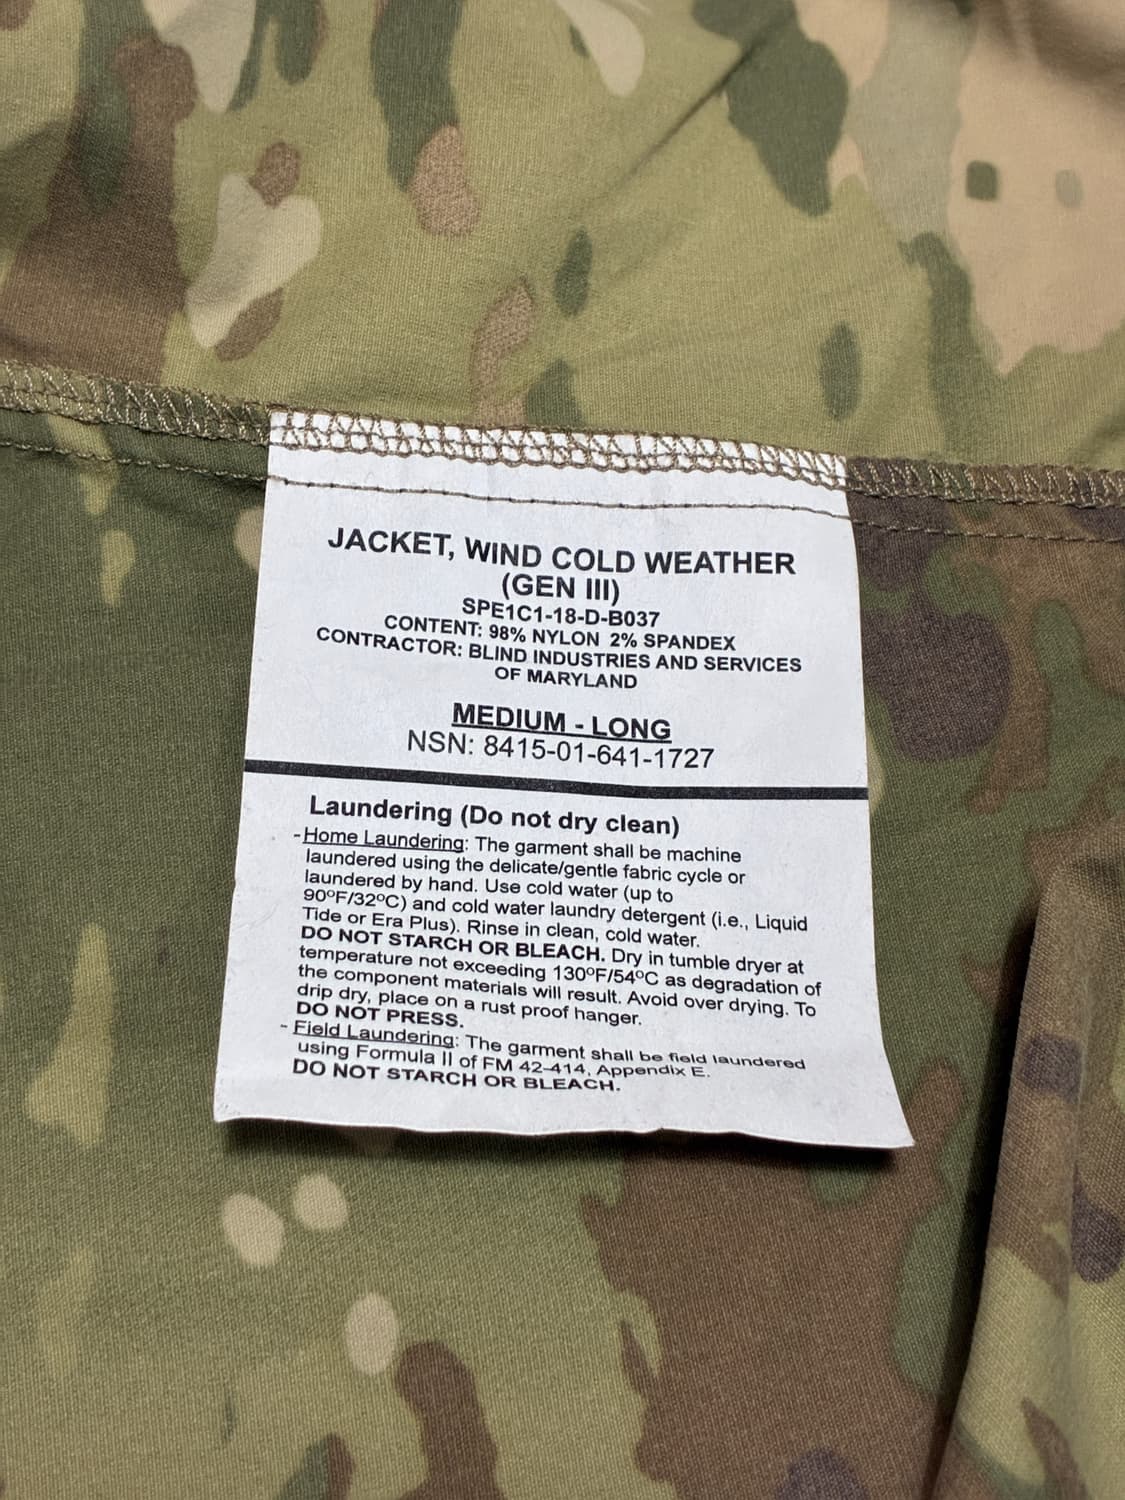 JACKET, WIND COLD WEATHER
(GEN III)
SPE1C1-18-D-B037
CONTENT: 98% NYLON 2% SPANDEX
CONTRACTOR: BLIND INDUSTRIES AND SERVICES
OF MARYLAND
MEDIUM - LONG
NSN: 8415-01-641-1727
Laundering (Do not dry clean)
- Home Laundering: The garment shall be machine
laundered using the delicate/gentle fabric cycle or
laundered by hand. Use cold water (up to
90ºF/32ºC) and cold water laundry detergent (i.e., Liquid
Tide or Era Plus). Rinse in clean, cold water.
DO NOT STARCH OR BLEACH. Dry in tumble dryer at
temperature not exceeding 130ºF/54ºC as degradation of
the component materials will result. Avoid over drying. To
drip dry, place on a rust proof hanger.
DO NOT PRESS.
- Field Laundering: The garment shall be field laundered
using Formula II of FM 42-414, Appendix E.
DO NOT STARCH OR BLEACH.